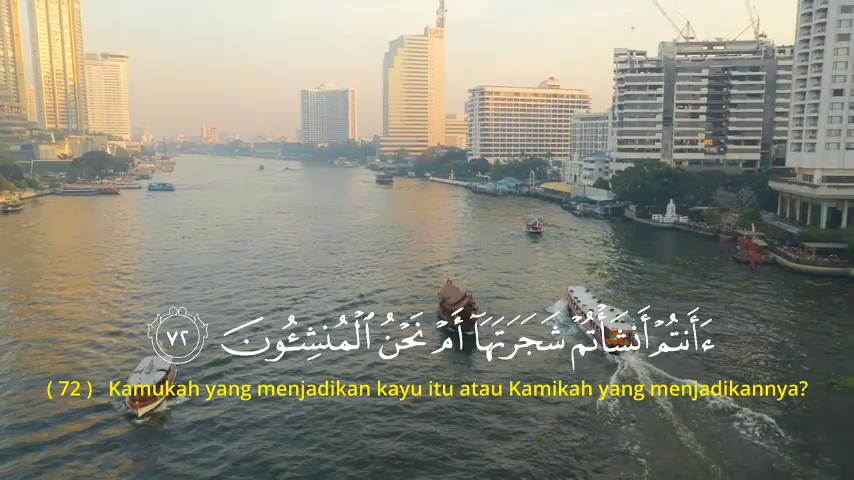 ءَأَنتُمْ أَنشَأْتُمْ شَجَرَتَهَآ أَمْ نَحْنُ ٱلْمُنشِـُٔونَ ٧٢
( 72 ) Kamukah yang menjadikan kayu itu atau Kamikah yang menjadikannya?